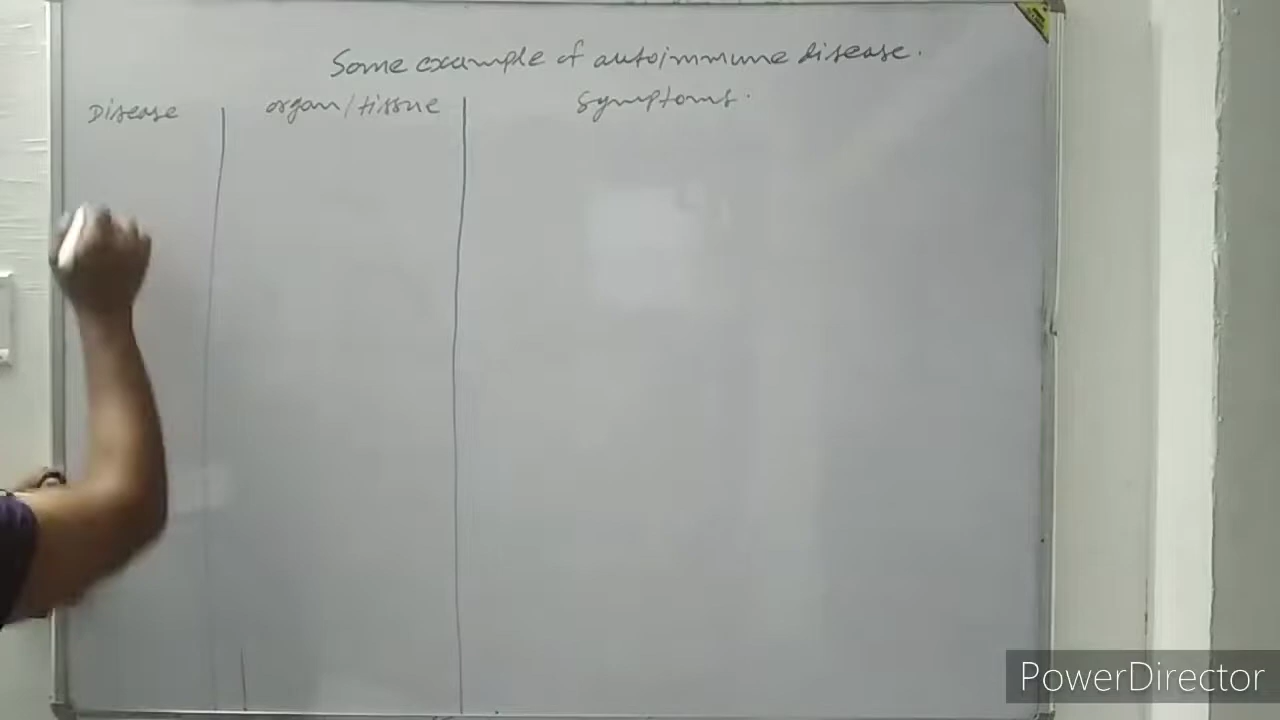 Some example of autoimmune disease.
Disease organ/tissue Symptoms.
PowerDirector